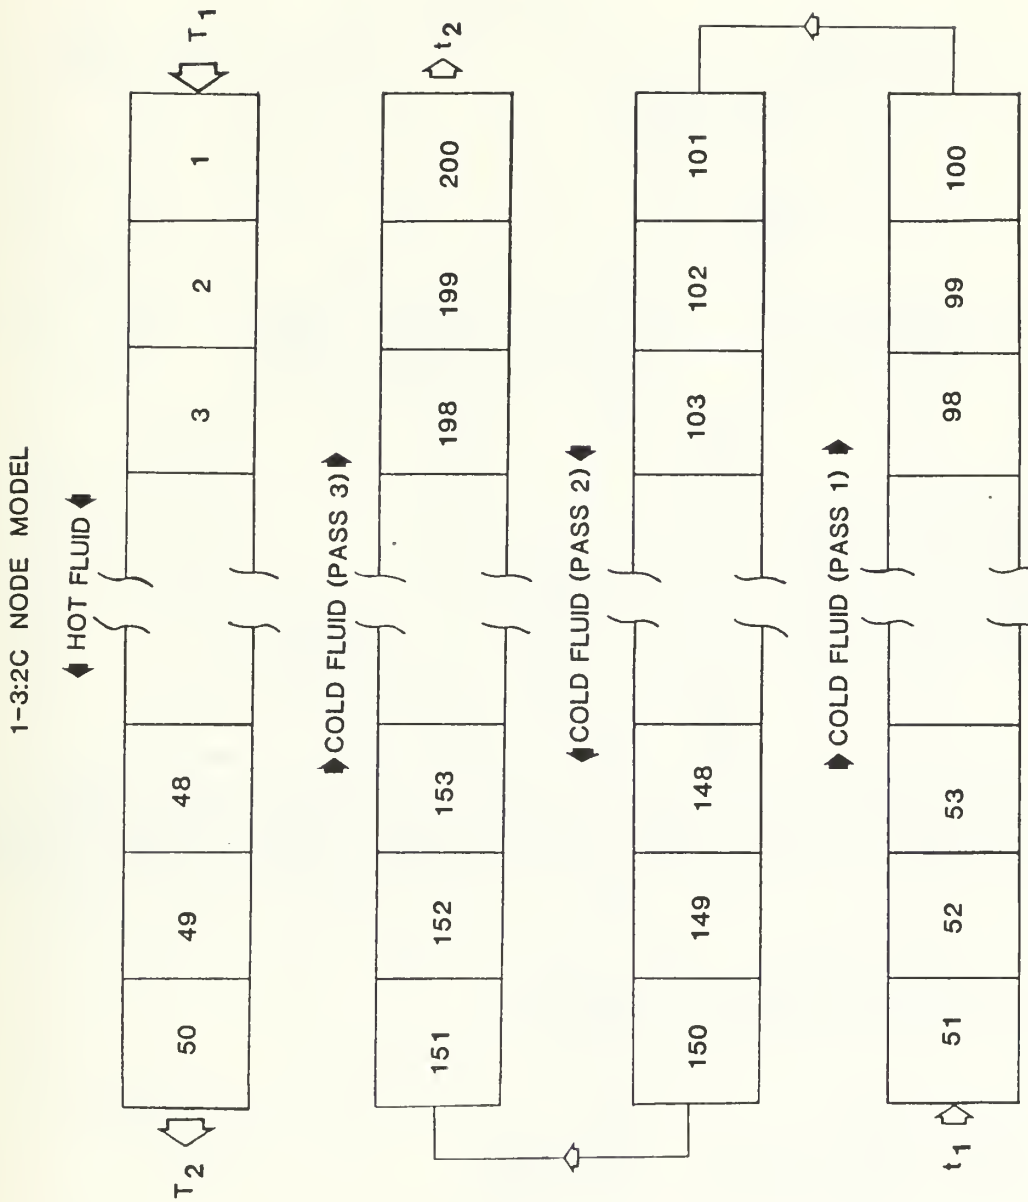 1-3:2C NODE MODEL
HOT FLUID
T2 50 49 48 3 2 1 T1
COLD FLUID (PASS 3)
151 152 153 198 199 200 t2
COLD FLUID (PASS 2)
150 149 148 103 102 101
COLD FLUID (PASS 1)
t1 51 52 53 98 99 100